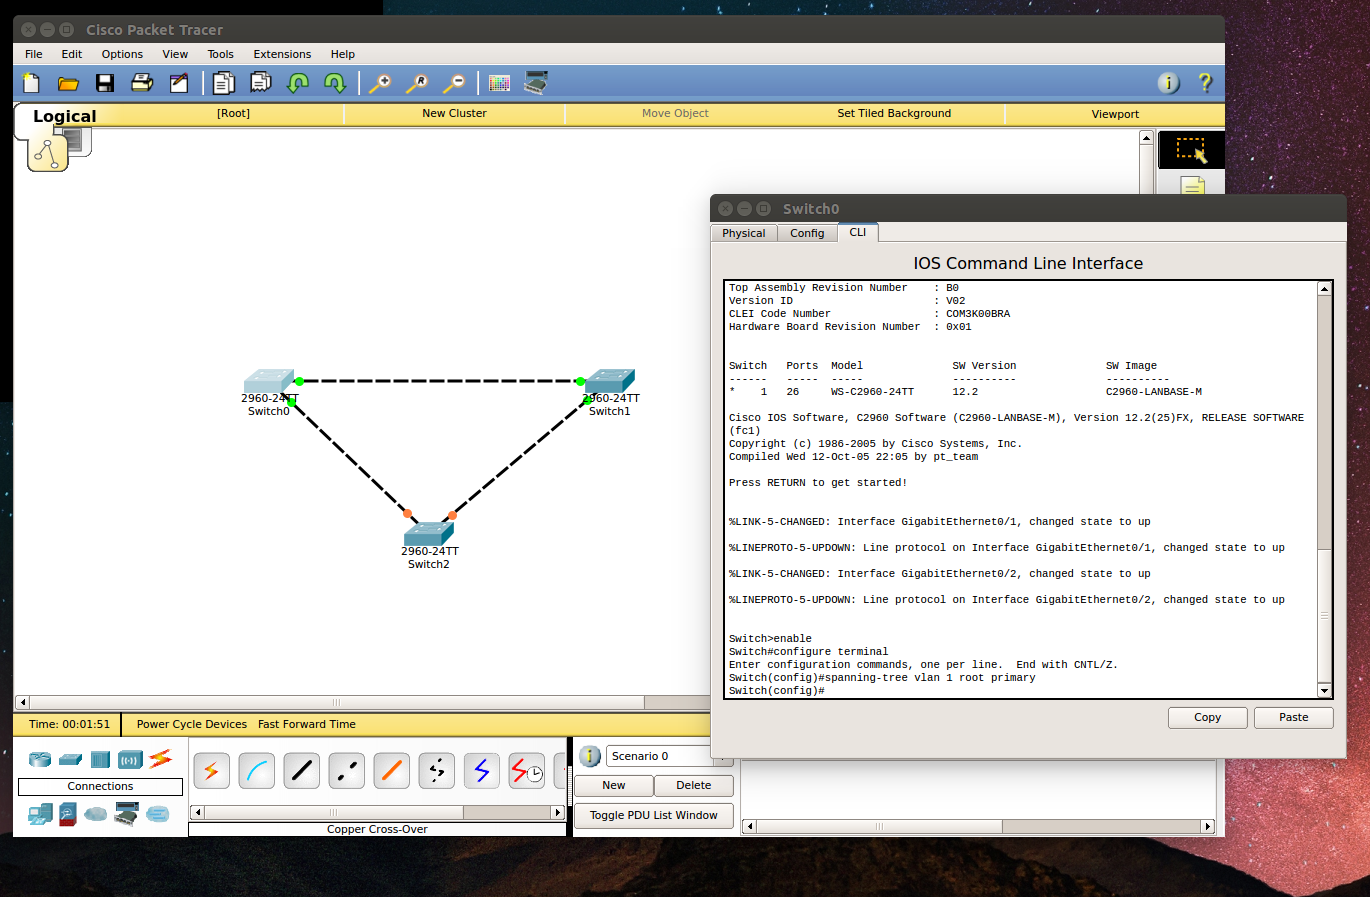 Cisco Packet Tracer
File Edit Options View Tools Extensions Help
Logical [Root] New Cluster Move Object Set Tiled Background Viewport
2960-24TT
Switch0
2960-24TT
Switch1
2960-24TT
Switch2
Switch0
Physical Config CLI
IOS Command Line Interface
Top Assembly Revision Number : B0
Version ID : V02
CLEI Code Number : COM3K00BRA
Hardware Board Revision Number : 0x01
Switch Ports Model SW Version SW Image
------ ----- ----- ---------- ----------
* 1 26 WS-C2960-24TT 12.2 C2960-LANBASE-M
Cisco IOS Software, C2960 Software (C2960-LANBASE-M), Version 12.2(25)FX, RELEASE SOFTWARE
(fc1)
Copyright (c) 1986-2005 by Cisco Systems, Inc.
Compiled Wed 12-Oct-05 22:05 by pt_team
Press RETURN to get started!
%LINK-5-CHANGED: Interface GigabitEthernet0/1, changed state to up
%LINEPROTO-5-UPDOWN: Line protocol on Interface GigabitEthernet0/1, changed state to up
%LINK-5-CHANGED: Interface GigabitEthernet0/2, changed state to up
%LINEPROTO-5-UPDOWN: Line protocol on Interface GigabitEthernet0/2, changed state to up
Switch>enable
Switch#configure terminal
Enter configuration commands, one per line. End with CNTL/Z.
Switch(config)#spanning-tree vlan 1 root primary
Switch(config)#
Copy Paste
Time: 00:01:51 Power Cycle Devices Fast Forward Time
Connections
Copper Cross-Over
Scenario 0
New Delete
Toggle PDU List Window